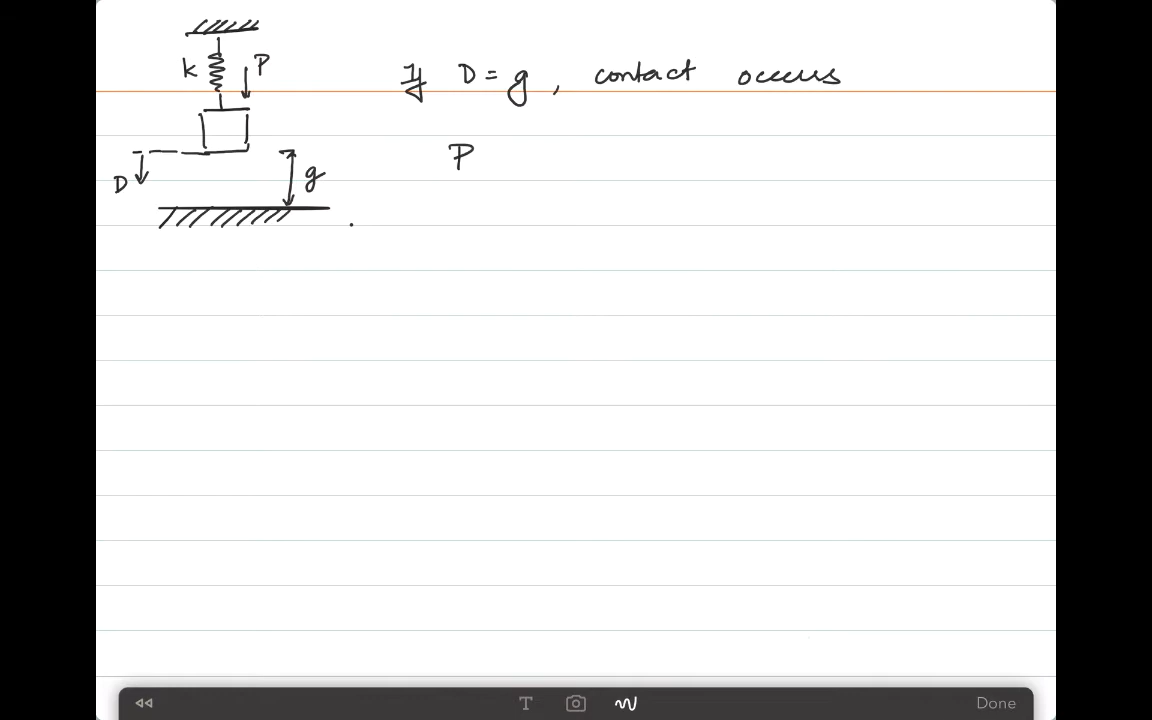 k P
If D = g , contact occurs
P
D g
T Done